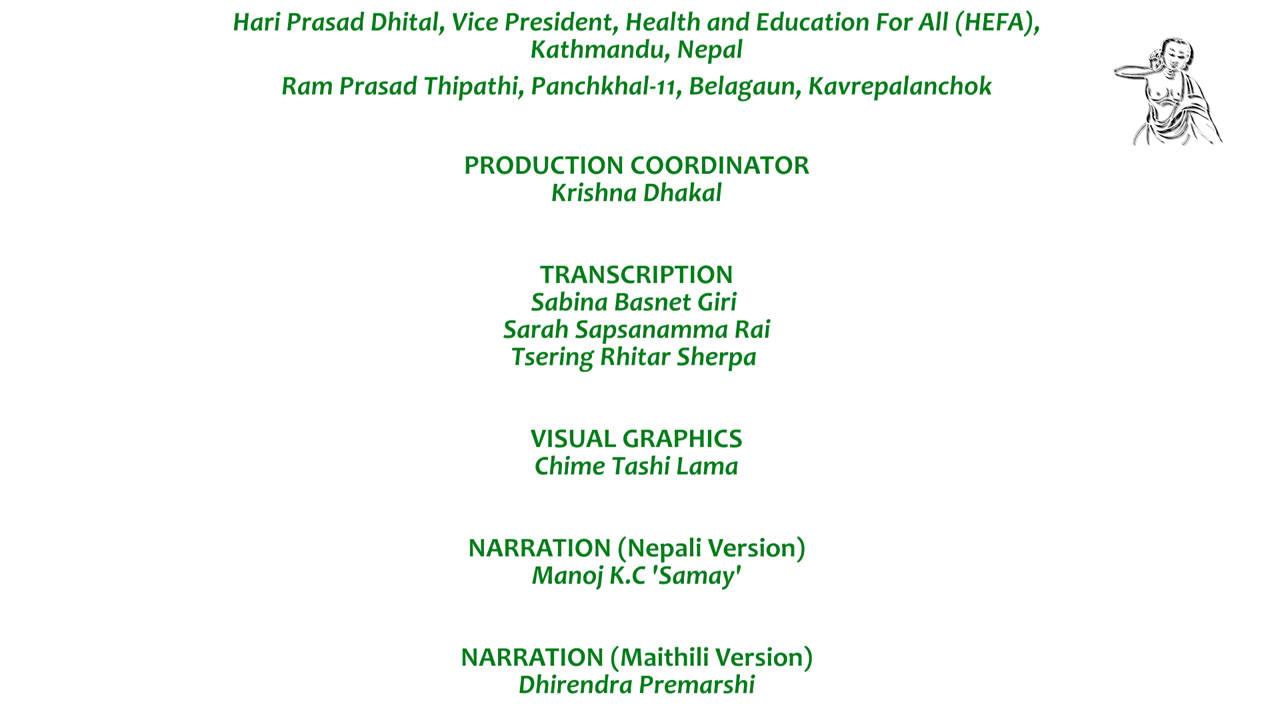 Hari Prasad Dhital, Vice President, Health and Education For All (HEFA),
Kathmandu, Nepal
Ram Prasad Thipathi, Panchkhal-11, Belagaun, Kavrepalanchok
PRODUCTION COORDINATOR
Krishna Dhakal
TRANSCRIPTION
Sabina Basnet Giri
Sarah Sapsanamma Rai
Tsering Rhitar Sherpa
VISUAL GRAPHICS
Chime Tashi Lama
NARRATION (Nepali Version)
Manoj K.C 'Samay'
NARRATION (Maithili Version)
Dhirendra Premarshi